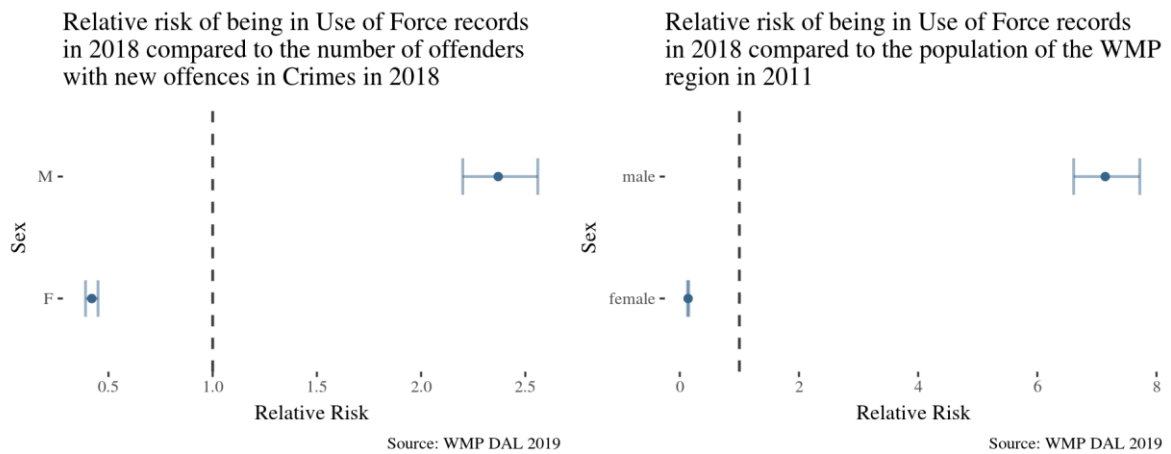 Relative risk of being in Use of Force records
in 2018 compared to the number of offenders
with new offences in Crimes in 2018
M
F
Sex
0.5
1.0
1.5
2.0
2.5
Relative Risk
Source: WMP DAL 2019
Relative risk of being in Use of Force records
in 2018 compared to the population of the WMP
region in 2011
male
female
Sex
0
2
4
6
8
Relative Risk
Source: WMP DAL 2019